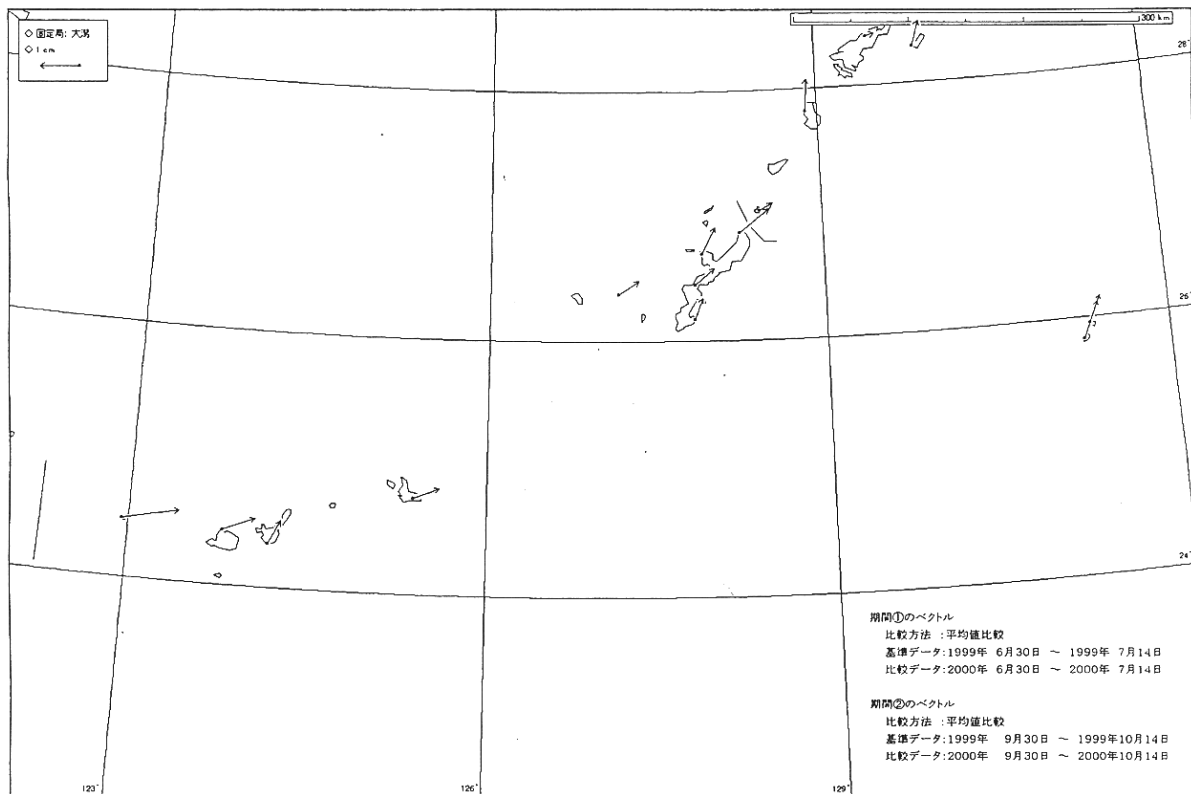 ◇ 固定局: 大潟
◇ 1 cm
300 km
28°
26°
24°
期間①のベクトル
比較方法 :平均値比較
基準データ:1999年 6月30日 ～ 1999年 7月14日
比較データ:2000年 6月30日 ～ 2000年 7月14日
期間②のベクトル
比較方法 :平均値比較
基準データ:1999年 9月30日 ～ 1999年10月14日
比較データ:2000年 9月30日 ～ 2000年10月14日
123°
126°
129°